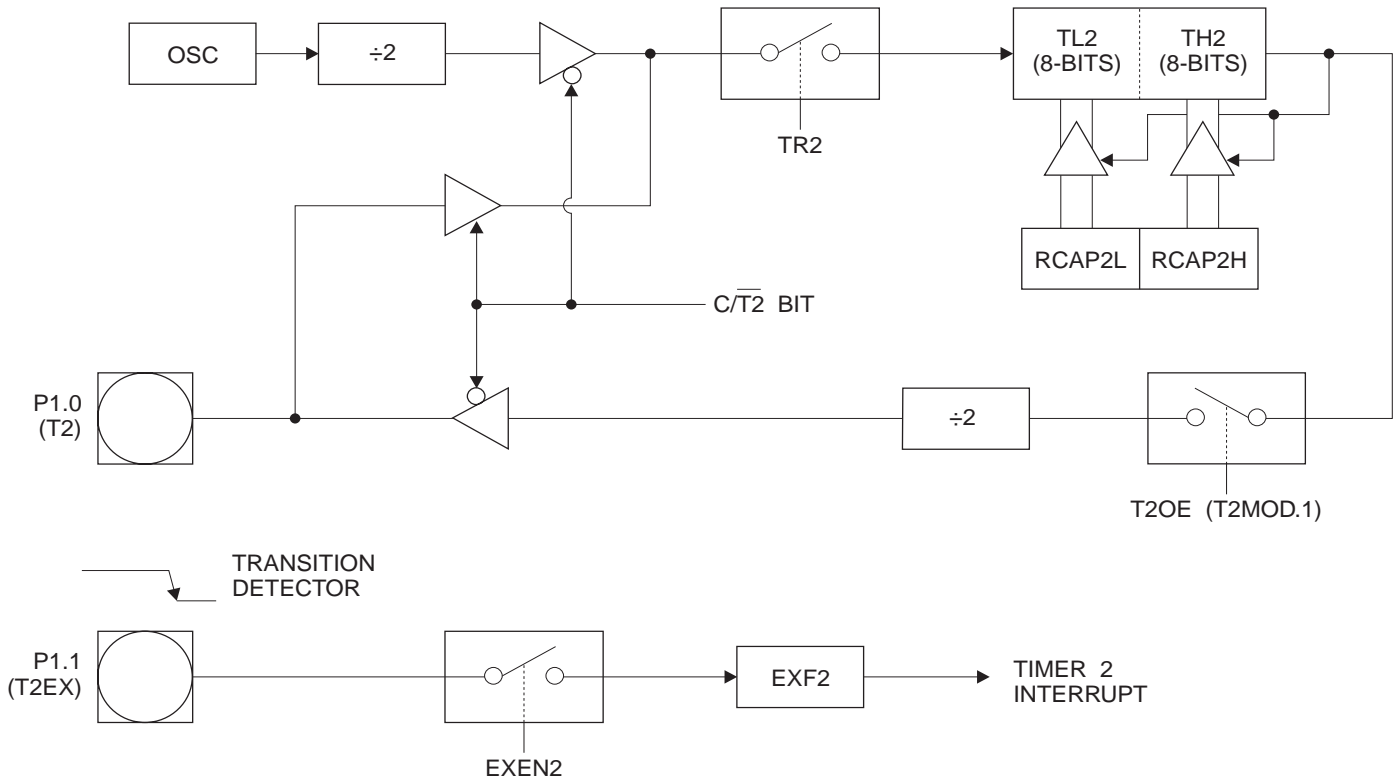 OSC
÷2
TR2
TL2
(8-BITS)
TH2
(8-BITS)
RCAP2L
RCAP2H
C/T2 BIT
P1.0
(T2)
÷2
T2OE (T2MOD.1)
TRANSITION
DETECTOR
P1.1
(T2EX)
EXEN2
EXF2
TIMER 2
INTERRUPT